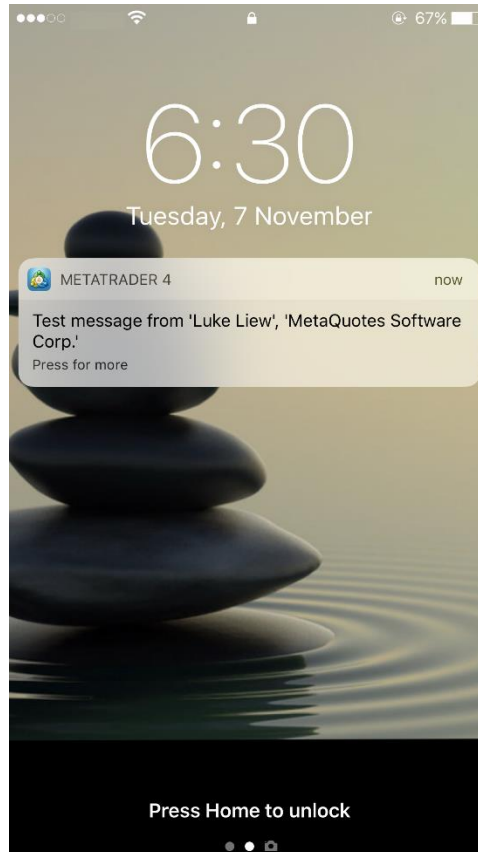 67%
6:30
Tuesday, 7 November
METATRADER 4 now
Test message from 'Luke Liew', 'MetaQuotes Software
Corp.'
Press for more
Press Home to unlock